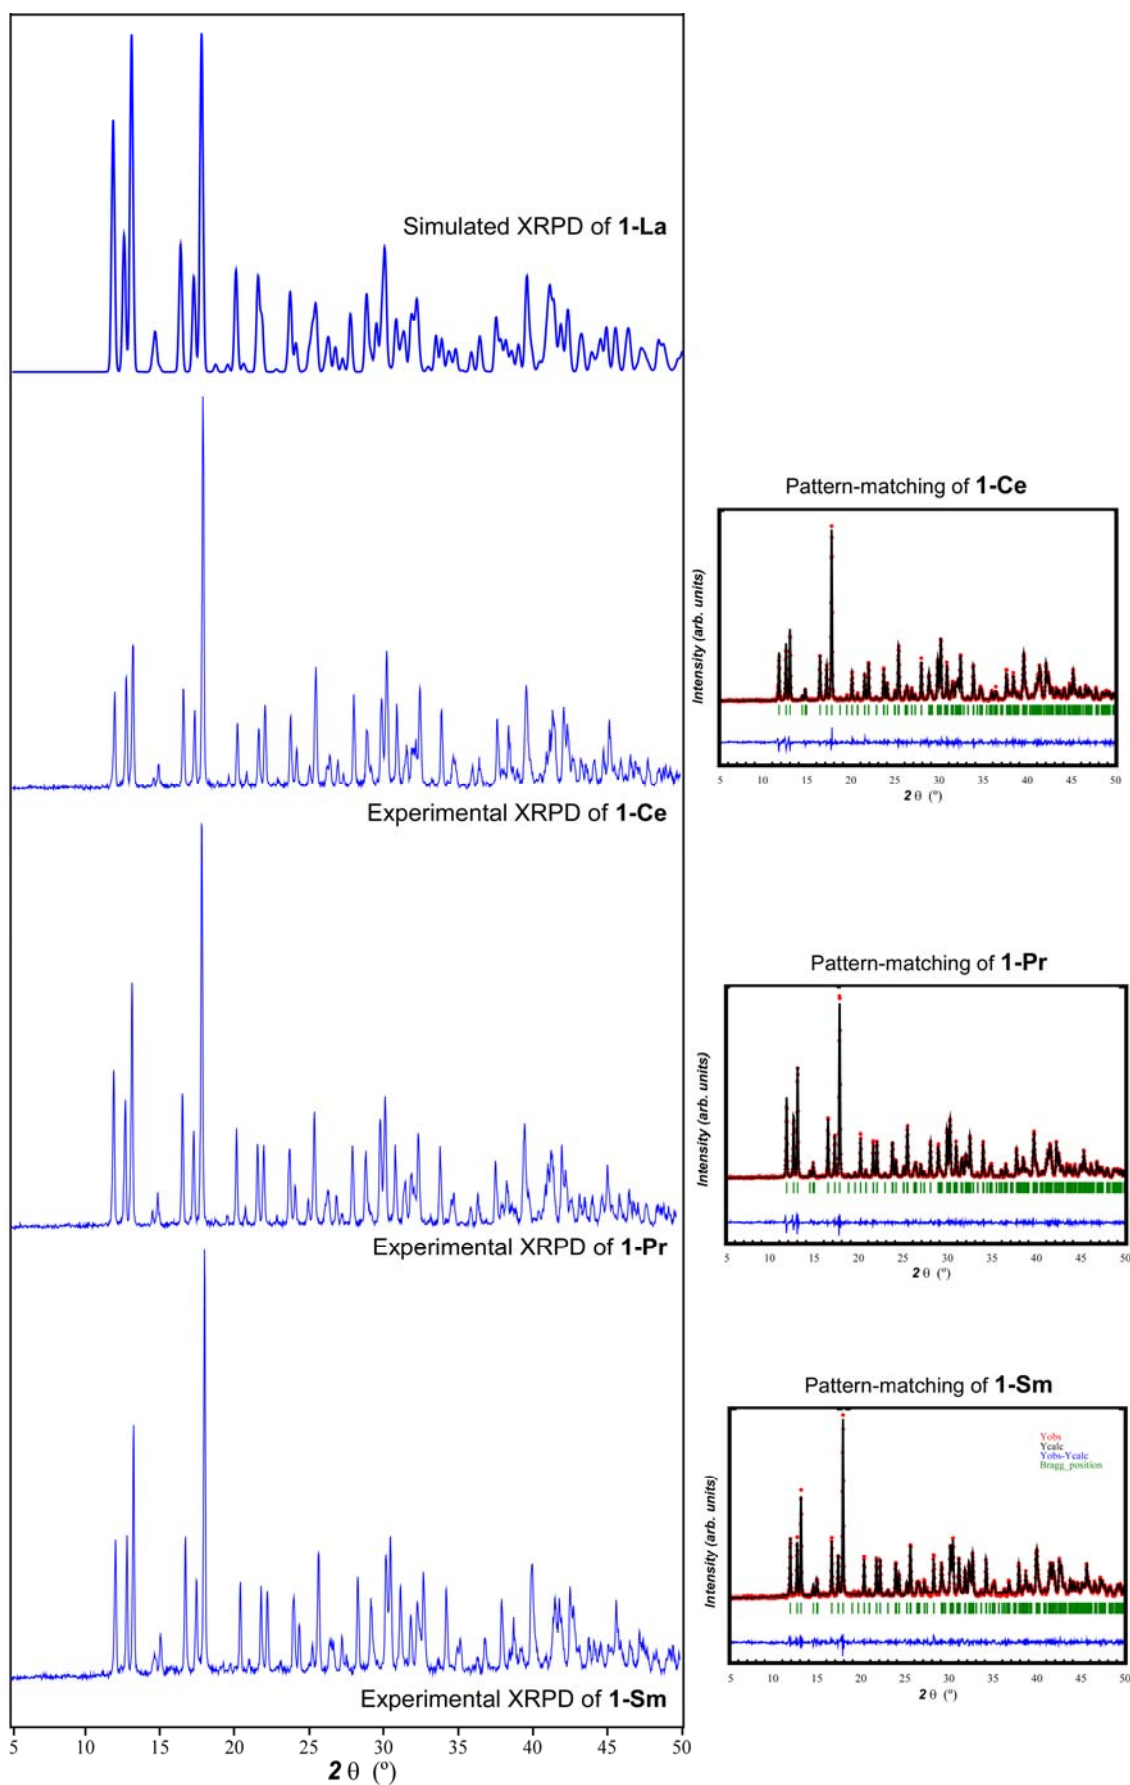 Simulated XRPD of 1-La
Experimental XRPD of 1-Ce
Experimental XRPD of 1-Pr
Experimental XRPD of 1-Sm
5 10 15 20 25 30 35 40 45 50
2 θ (º)
Pattern-matching of 1-Ce
Intensity (arb. units)
5 10 15 20 25 30 35 40 45 50
2 θ (º)
Pattern-matching of 1-Pr
Intensity (arb. units)
5 10 15 20 25 30 35 40 45 50
2 θ (º)
Pattern-matching of 1-Sm
Intensity (arb. units)
Yobs
Ycalc
Yobs-Ycalc
Bragg_position
5 10 15 20 25 30 35 40 45 50
2 θ (º)